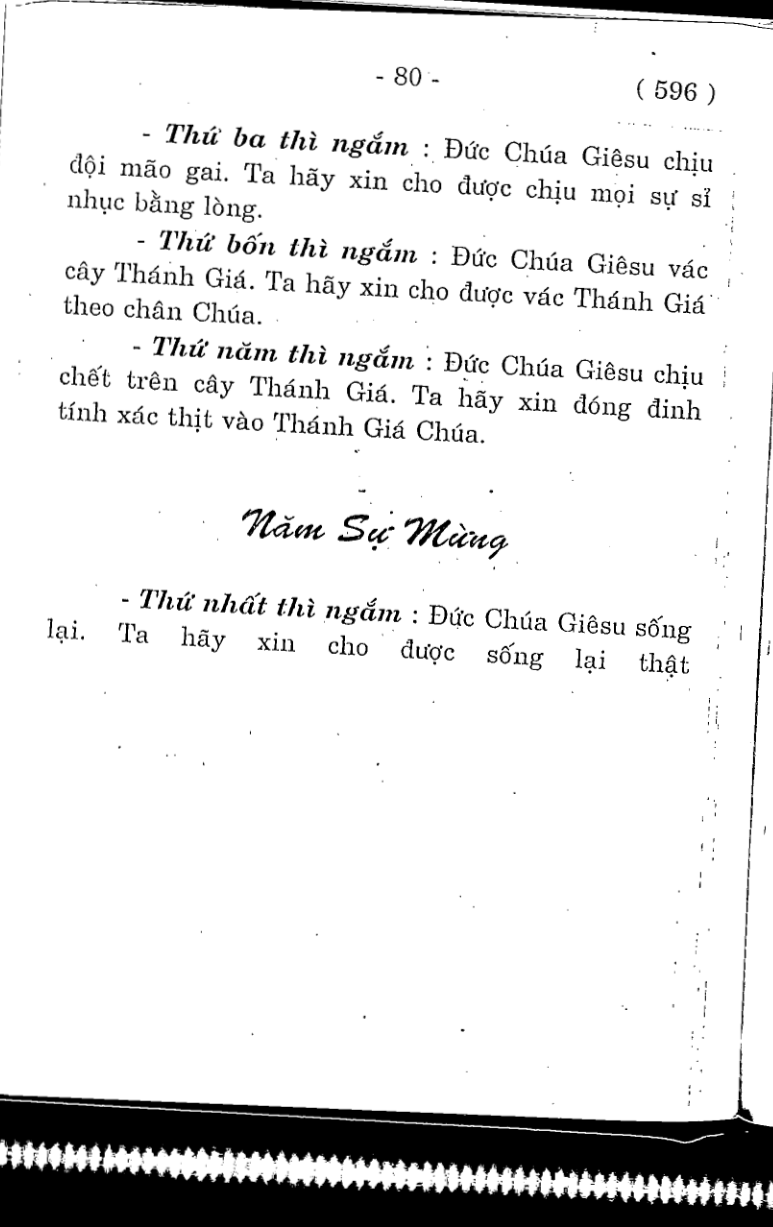 - 80 -
( 596 )
- Thứ ba thì ngắm : Đức Chúa Giêsu chịu
đội mão gai. Ta hãy xin cho được chịu mọi sự sỉ
nhục bằng lòng.
- Thứ bốn thì ngắm : Đức Chúa Giêsu vác
cây Thánh Giá. Ta hãy xin cho được vác Thánh Giá
theo chân Chúa.
- Thứ năm thì ngắm : Đức Chúa Giêsu chịu
chết trên cây Thánh Giá. Ta hãy xin đóng đinh
tính xác thịt vào Thánh Giá Chúa.
Năm Sự Mừng
- Thứ nhất thì ngắm : Đức Chúa Giêsu sống
lại. Ta hãy xin cho được sống lại thật